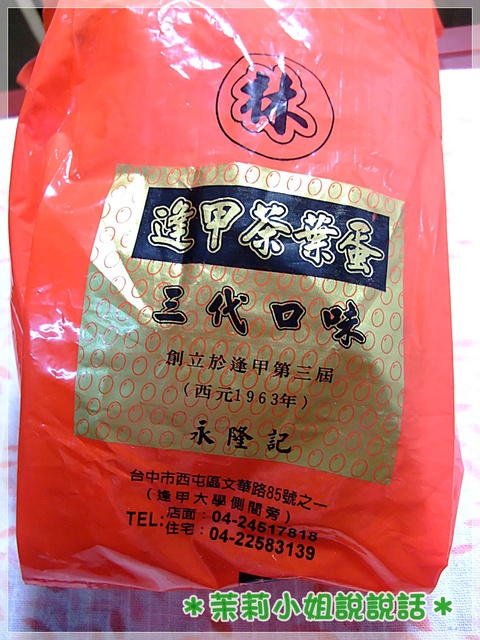 林
逢甲茶葉蛋
三代口味
創立於逢甲第三屆
(西元1963年)
永隆記
台中市西屯區文華路85號之一
(逢甲大學側間旁)
TEL:店面:04-24517818
住宅:04-22583139
*茉莉小姐說說話*